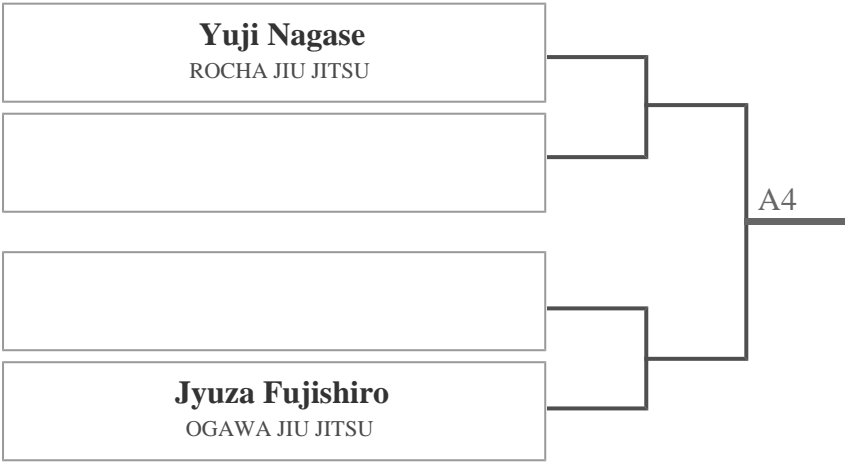 Yuji Nagase
ROCHA JIU JITSU
A4
Jyuza Fujishiro
OGAWA JIU JITSU